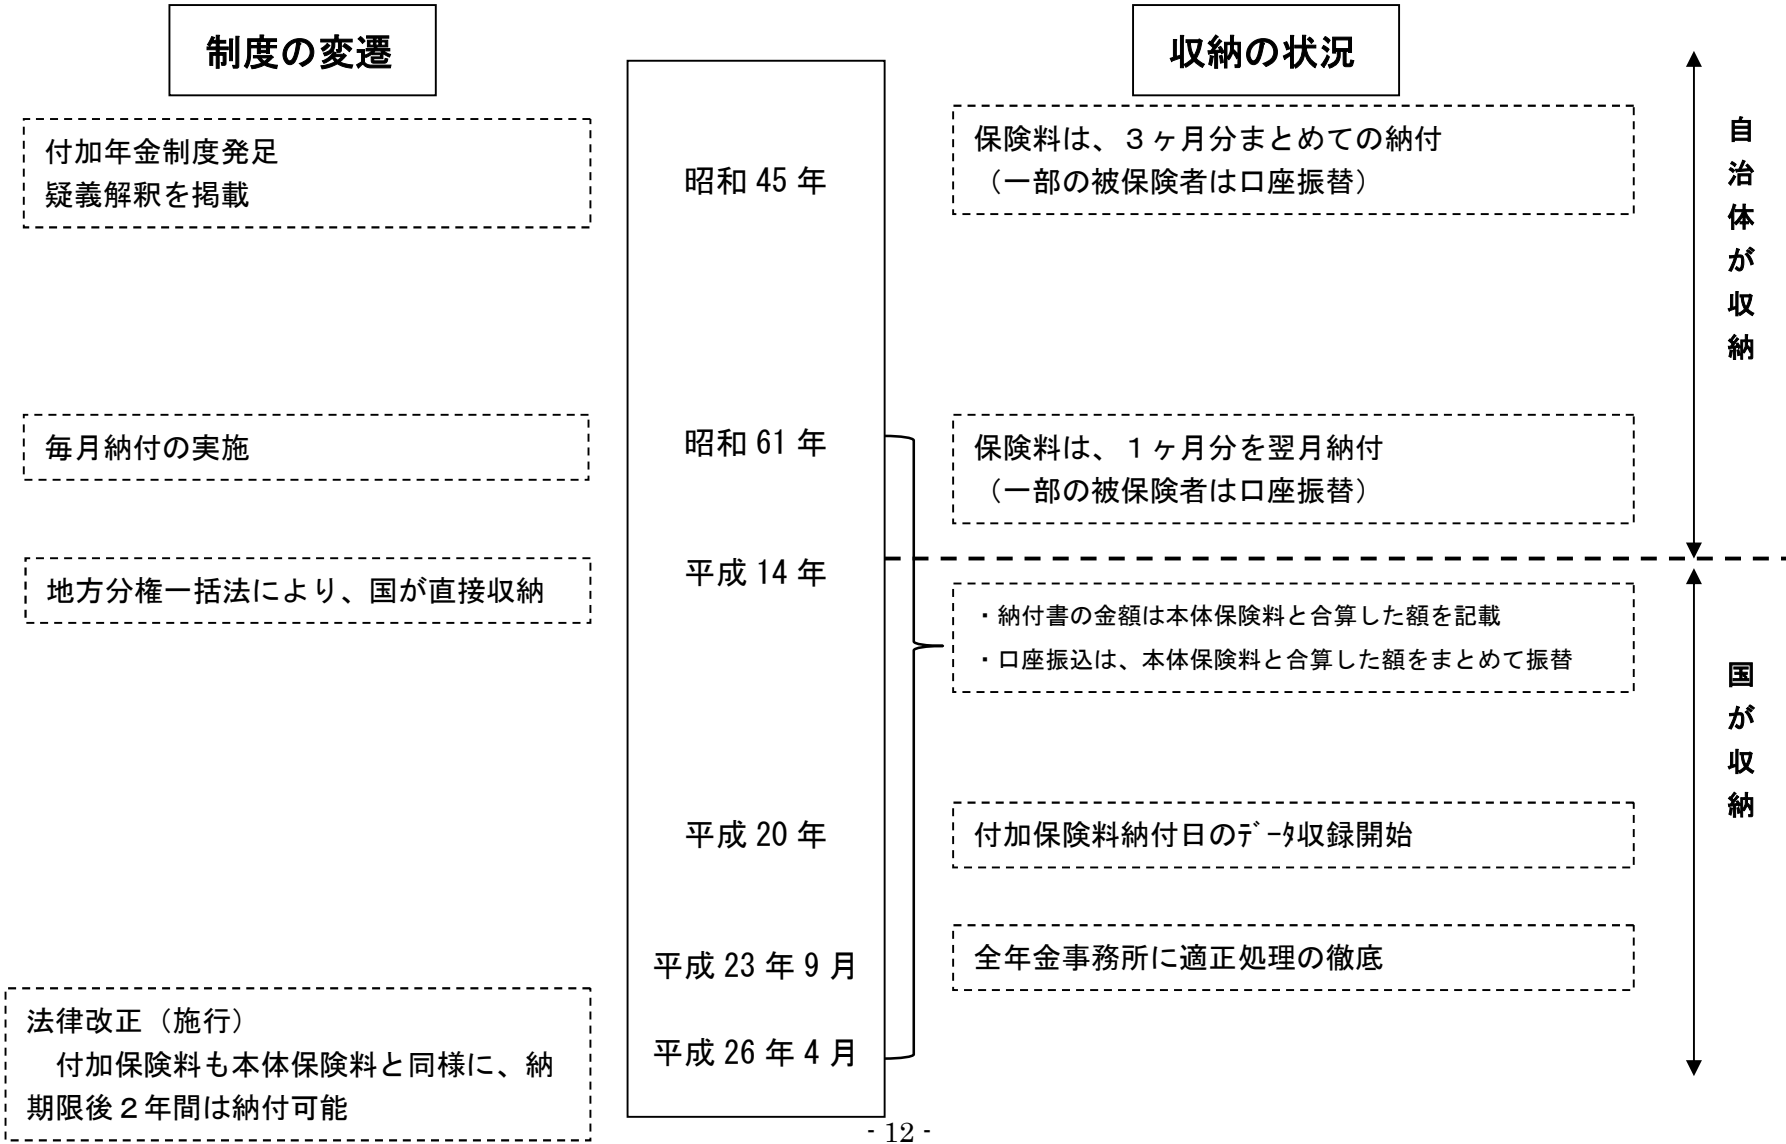 制度の変遷
収納の状況
付加年金制度発足
疑義解釈を掲載
昭和 45 年
保険料は、３ヶ月分まとめての納付
（一部の被保険者は口座振替）
自治体が収納
毎月納付の実施
昭和 61 年
保険料は、１ヶ月分を翌月納付
（一部の被保険者は口座振替）
地方分権一括法により、国が直接収納
平成 14 年
・納付書の金額は本体保険料と合算した額を記載
・口座振込は、本体保険料と合算した額をまとめて振替
国が収納
平成 20 年
付加保険料納付日のﾃﾞｰﾀ収録開始
平成 23 年 9 月
全年金事務所に適正処理の徹底
法律改正（施行）
付加保険料も本体保険料と同様に、納
期限後２年間は納付可能
平成 26 年 4 月
- 12 -